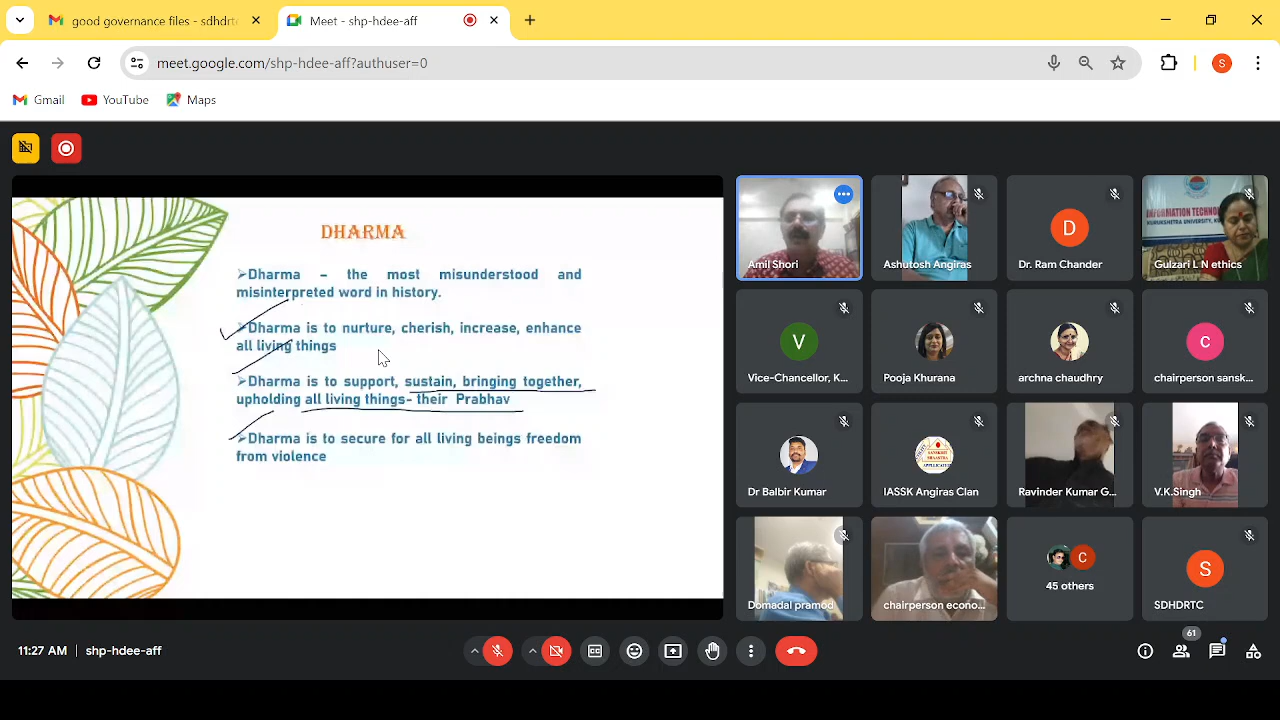 good governance files - sdhdrt
Meet - shp-hdee-aff
meet.google.com/shp-hdee-aff?authuser=0
S
Gmail
YouTube
Maps
DHARMA
➢Dharma – the most misunderstood and
misinterpreted word in history.
➢Dharma is to nurture, cherish, increase, enhance
all living things
➢Dharma is to support, sustain, bringing together,
upholding all living things- their Prabhav
➢Dharma is to secure for all living beings freedom
from violence
Amil Shori
Ashutosh Angiras
D
Dr. Ram Chander
INFORMATION TECHNO
KURUKSHETRA UNIVERSITY, K
Gulzari L N ethics
V
Vice-Chancellor, K...
Pooja Khurana
archna chaudhry
c
chairperson sansk...
Dr Balbir Kumar
IASSK Angiras Clan
Ravinder Kumar G...
V.K.Singh
Domadal pramod
chairperson econo...
C
45 others
S
SDHDRTC
11:27 AM | shp-hdee-aff
61